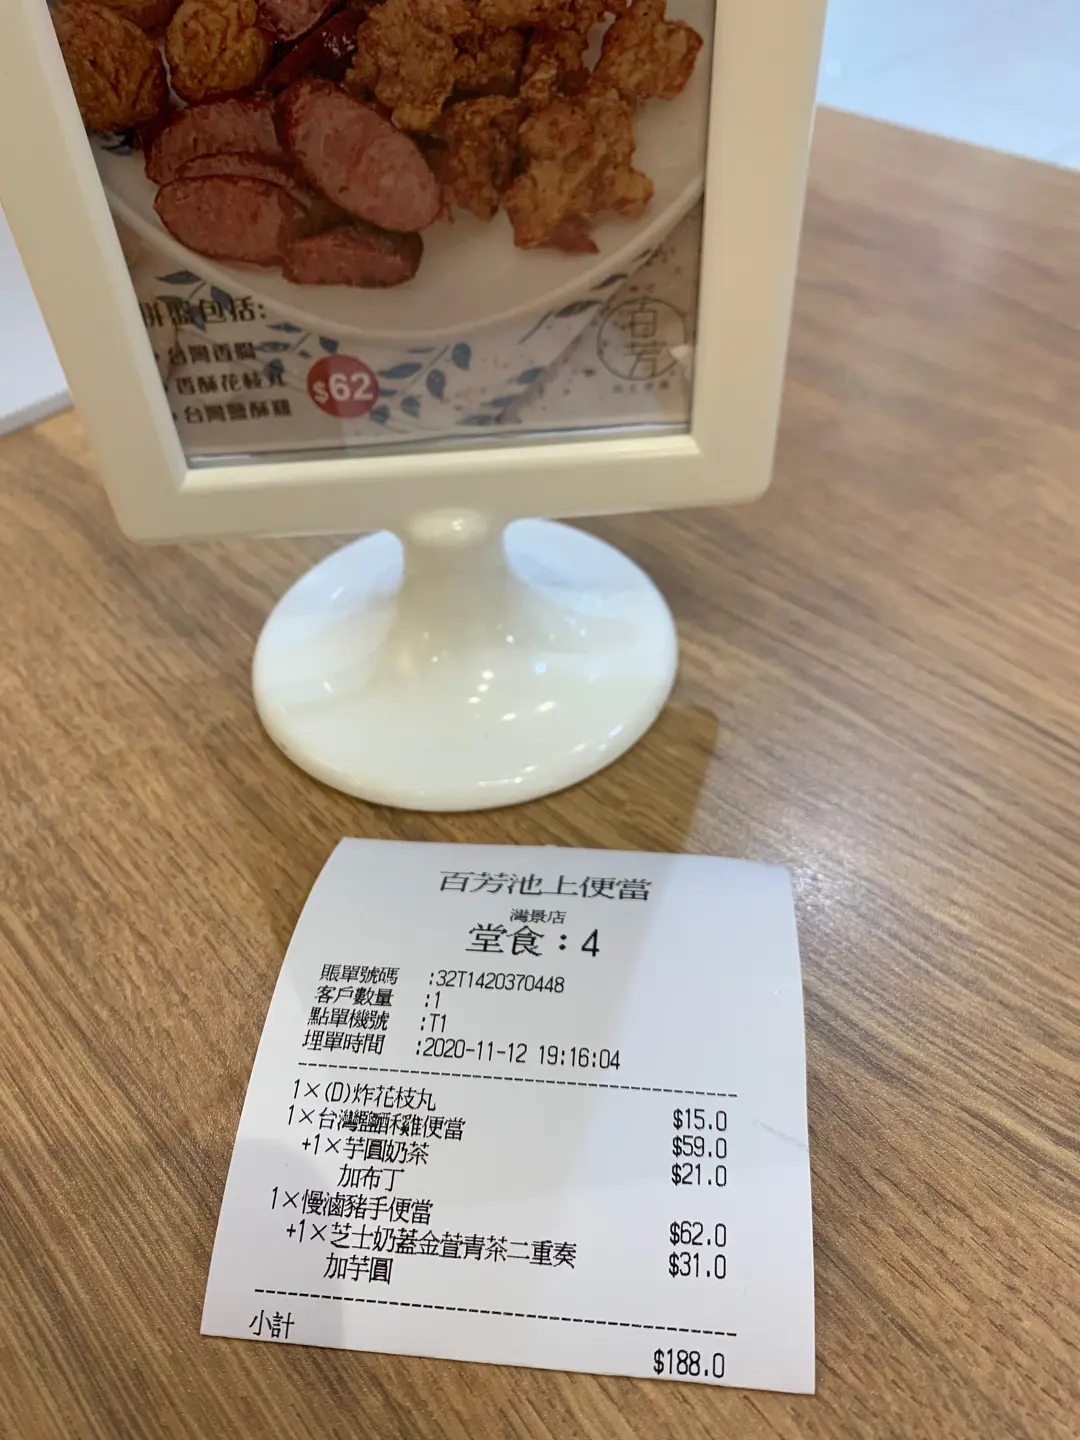 拼盤包括:
• 台灣香腸
• 香酥花枝丸
• 台灣鹽酥雞
$62
百芳
百芳池上便當
灣景店
堂食：4
賬單號碼 :32T1420370448
客戶數量 :1
點單機號 :T1
埋單時間 :2020-11-12 19:16:04
1×(D)炸花枝丸 $15.0
1×台灣鹽酥雞便當 $59.0
+1×芋圓奶茶 $21.0
加布丁
1×慢滷豬手便當 $62.0
+1×芝士奶蓋金萱青茶二重奏 $31.0
加芋圓
小計 $188.0